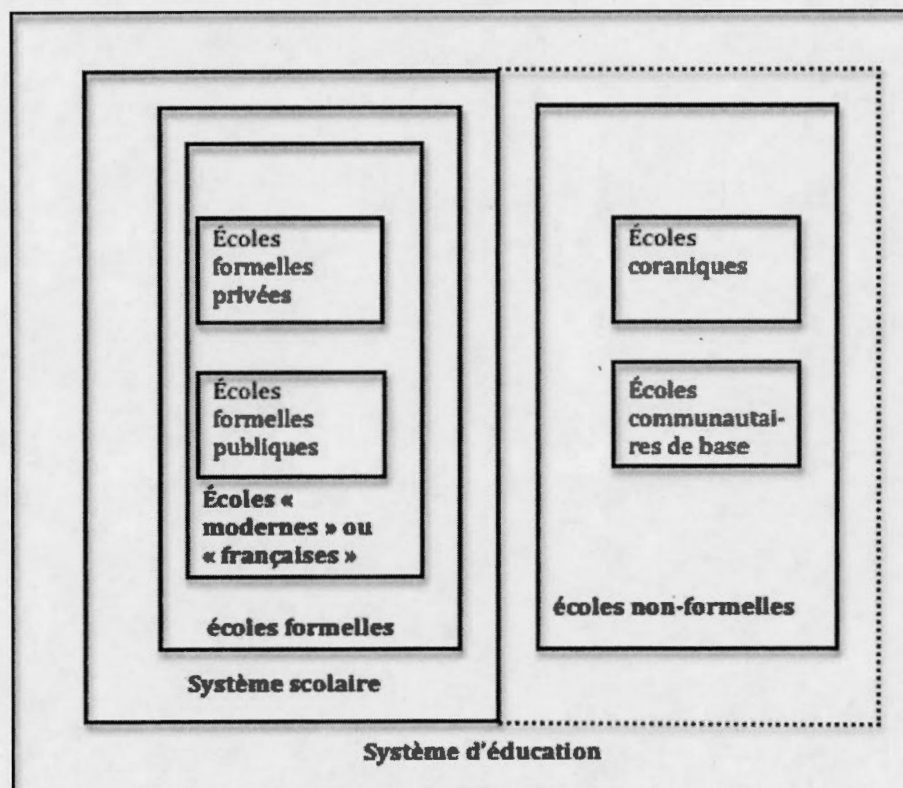 Écoles
formelles
privées
Écoles
formelles
publiques
Écoles «
modernes » ou
« françaises »
écoles formelles
Système scolaire
Écoles
coraniques
Écoles
communautai-
res de base
écoles non-formelles
Système d'éducation